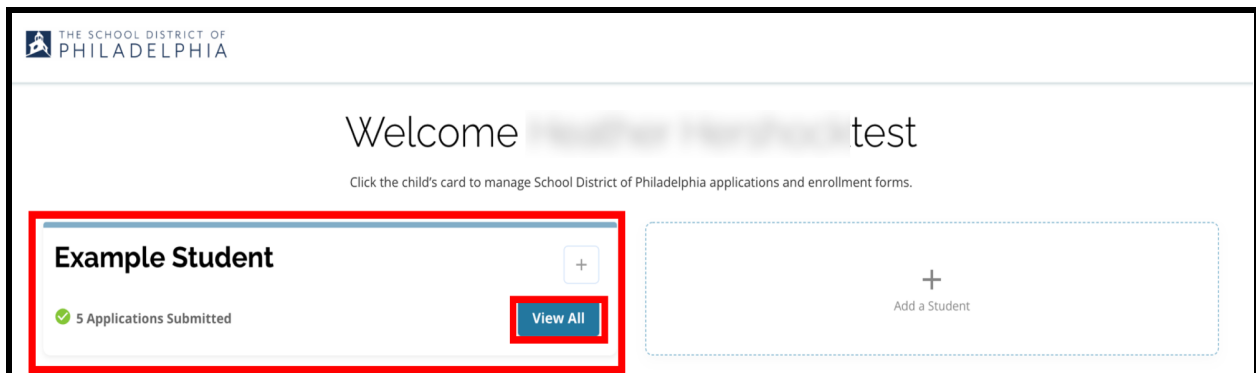 THE SCHOOL DISTRICT OF
PHILADELPHIA
Welcome test
Click the child's card to manage School District of Philadelphia applications and enrollment forms.
Example Student
+
5 Applications Submitted
View All
+
Add a Student